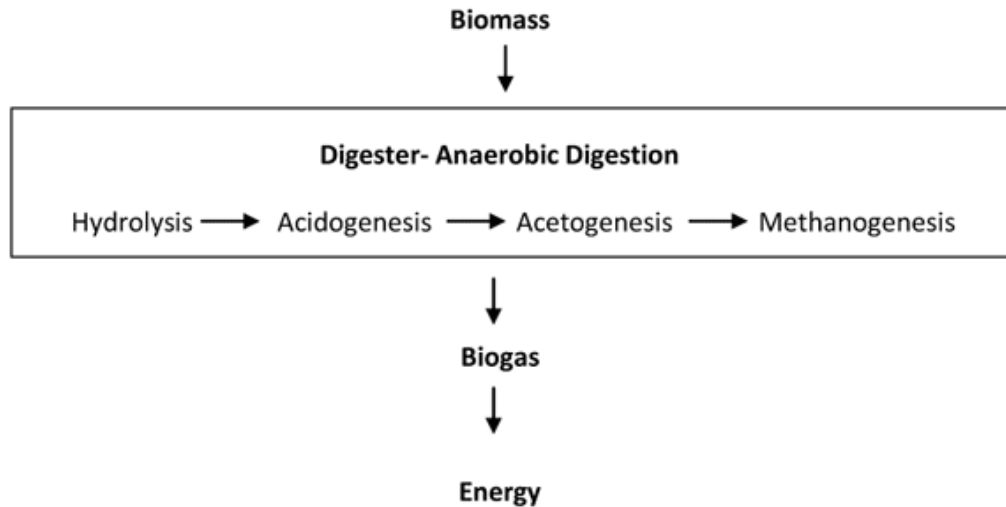 Biomass
Digester- Anaerobic Digestion
Hydrolysis Acidogenesis Acetogenesis Methanogenesis
Biogas
Energy